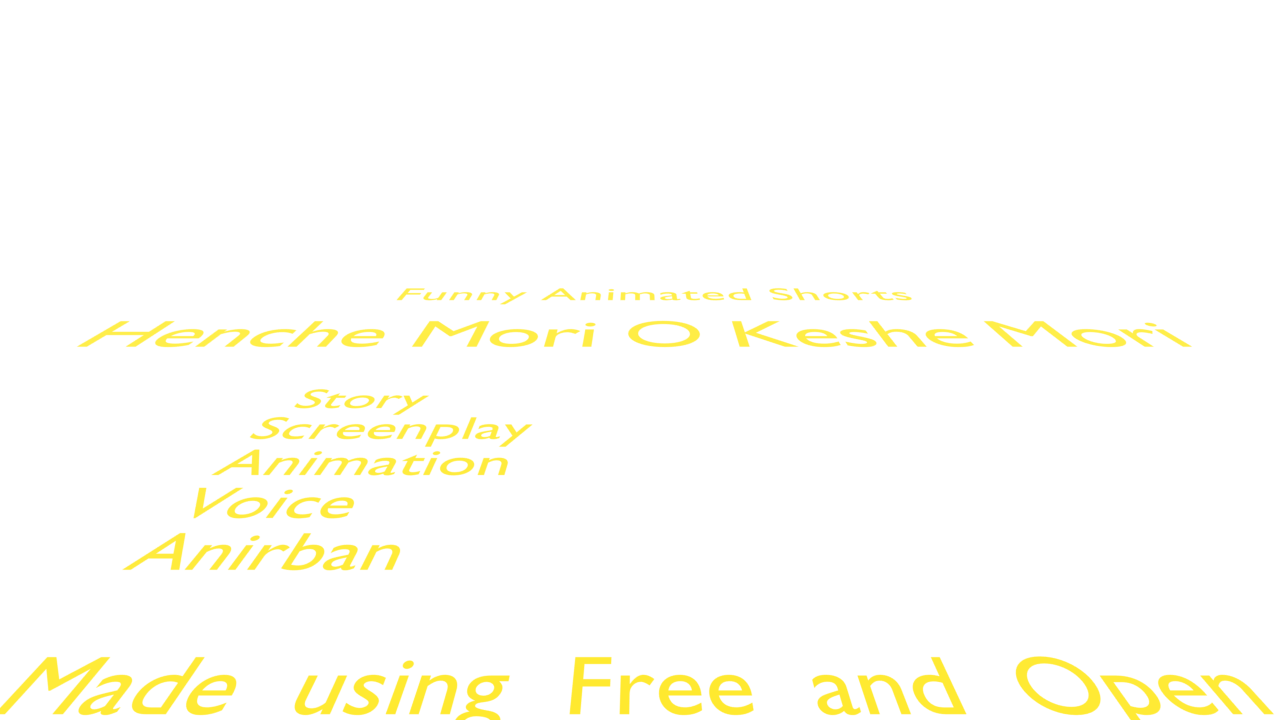 Funny Animated Shorts
Henche Mori O Keshe Mori
Story
Screenplay
Animation
Voice
Anirban
Made using Free and Open